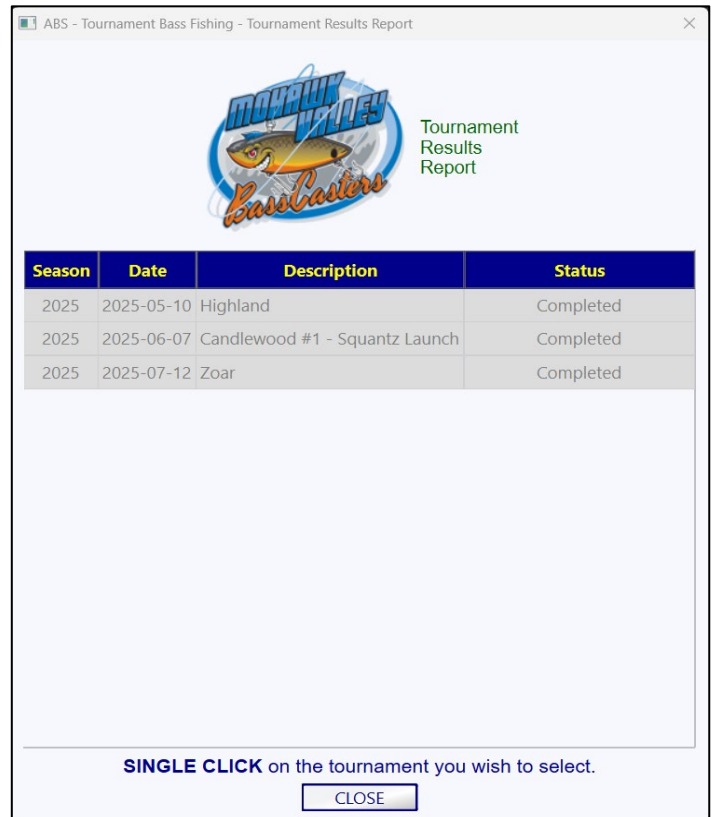 ABS - Tournament Bass Fishing - Tournament Results Report
MOHAWK
VALLEY
BassCasters
Tournament
Results
Report
Season Date Description Status
2025 2025-05-10 Highland Completed
2025 2025-06-07 Candlewood #1 - Squantz Launch Completed
2025 2025-07-12 Zoar Completed
SINGLE CLICK on the tournament you wish to select.
CLOSE